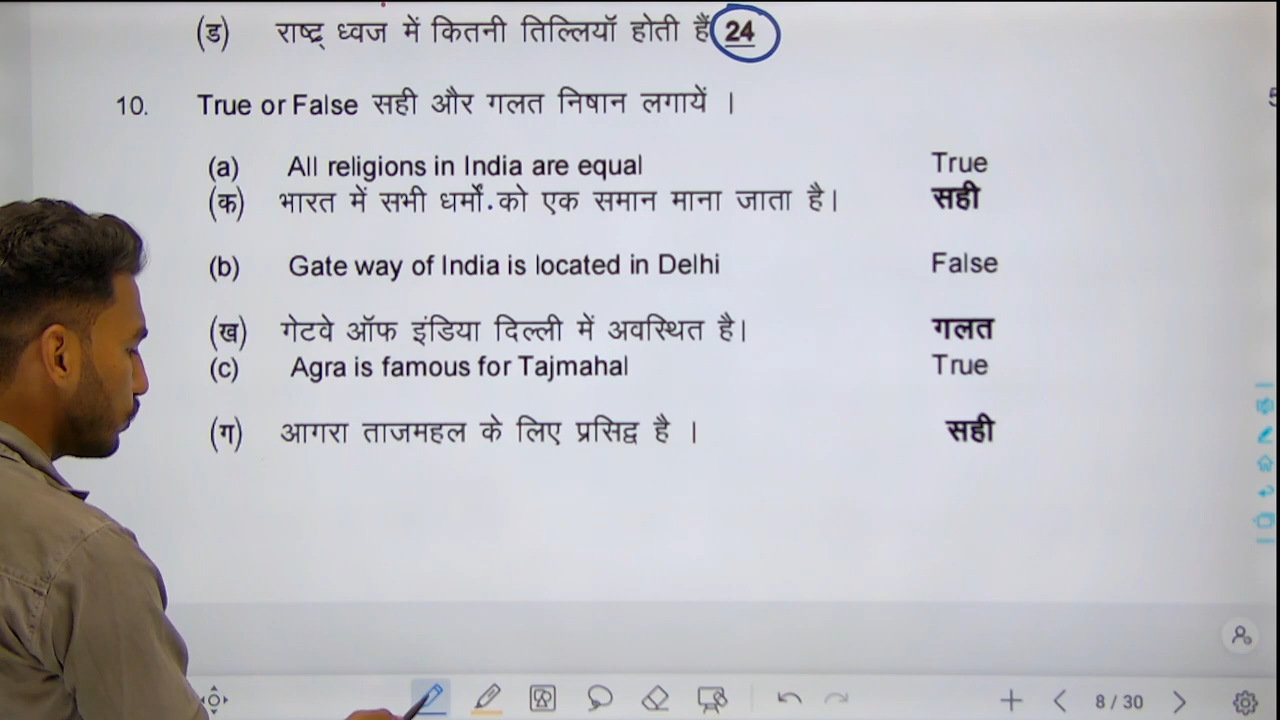 (ड) राष्ट्र् ध्वज में कितनी तिल्लियॉ होती हैं 24
10. True or False सही और गलत निषान लगायें ।
(a) All religions in India are equal True
(क) भारत में सभी धर्मों को एक समान माना जाता है। सही
(b) Gate way of India is located in Delhi False
(ख) गेटवे ऑफ इंडिया दिल्ली में अवस्थित है। गलत
(c) Agra is famous for Tajmahal True
(ग) आगरा ताजमहल के लिए प्रसिद्व है । सही
8 / 30